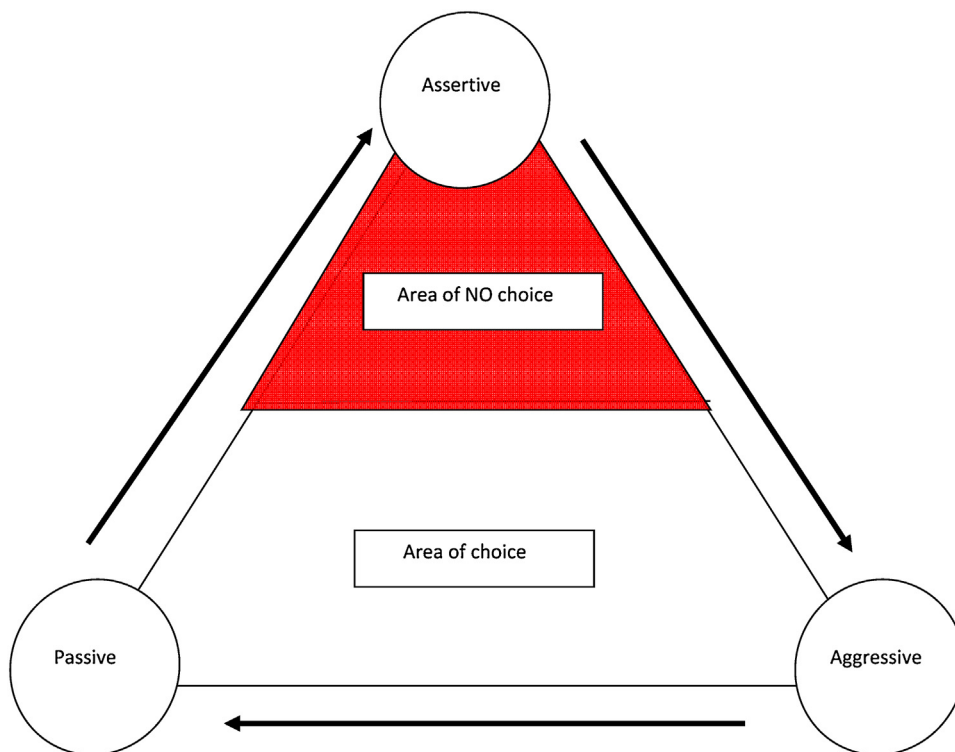 Assertive
Area of NO choice
Area of choice
Passive
Aggressive